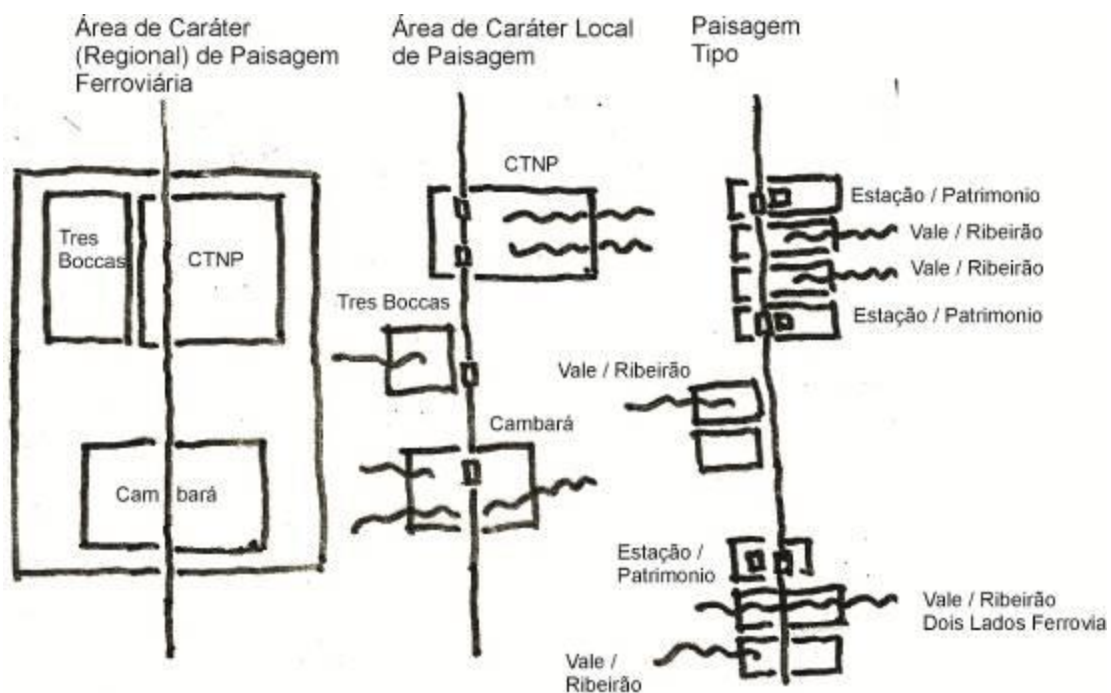 Área de Caráter
(Regional) de Paisagem
Ferroviária
Tres
Boccas
CTNP
Cam bará
Área de Caráter Local
de Paisagem
CTNP
Tres Boccas
Cambará
Paisagem
Tipo
Estação / Patrimonio
Vale / Ribeirão
Vale / Ribeirão
Estação / Patrimonio
Vale / Ribeirão
Estação /
Patrimonio
Vale / Ribeirão
Dois Lados Ferrovia
Vale /
Ribeirão